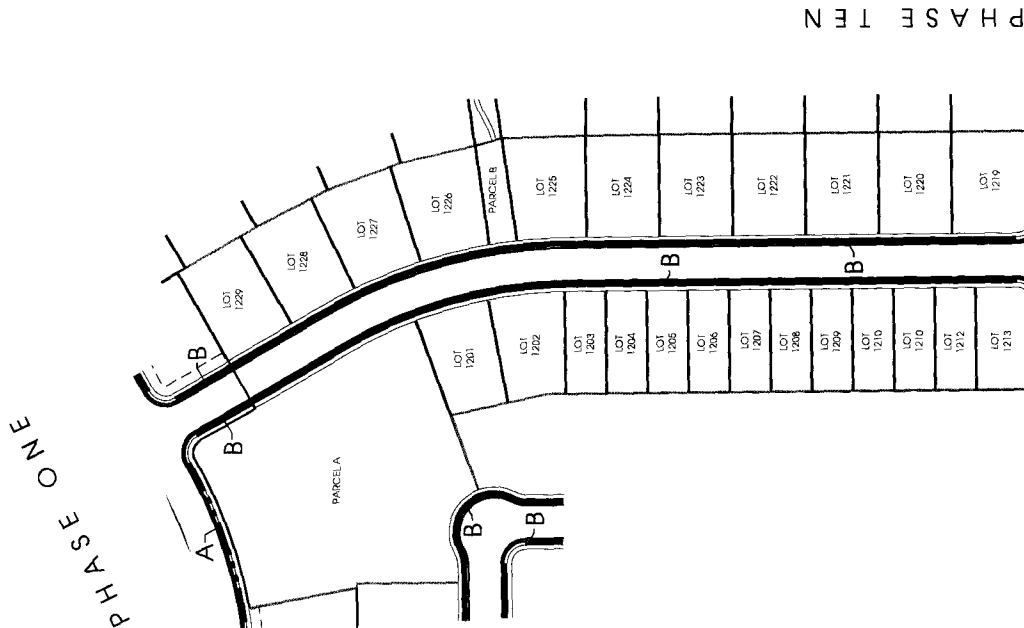 PHASE TEN
PHASE ONE
LOT
1229
LOT
1228
LOT
1227
LOT
1226
PARCEL B
LOT
1225
LOT
1224
LOT
1223
LOT
1222
LOT
1221
LOT
1220
LOT
1219
B
B
B
B
A
B
B
PARCEL A
LOT
1201
LOT
1202
LOT
1203
LOT
1204
LOT
1205
LOT
1206
LOT
1207
LOT
1208
LOT
1209
LOT
1210
LOT
1210
LOT
1212
LOT
1213